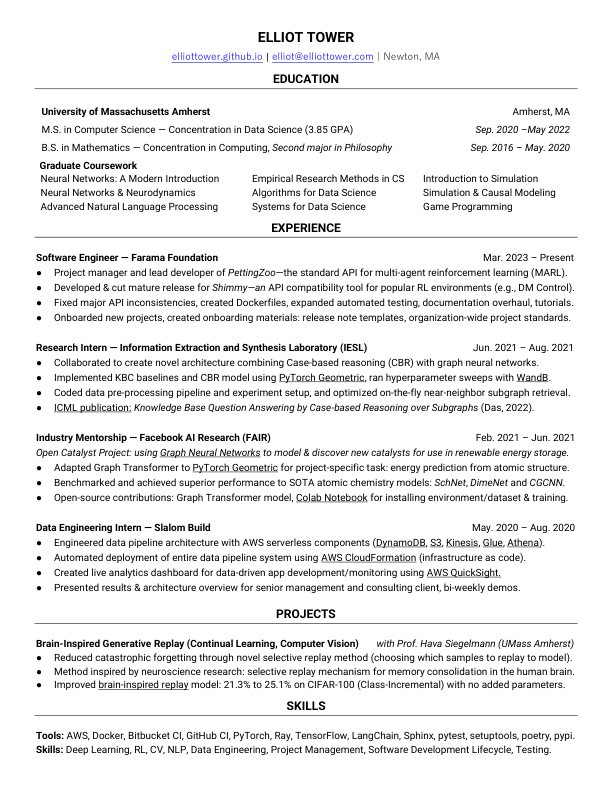 ELLIOT TOWER
elliottower.github.io | elliot@elliottower.com | Newton, MA
EDUCATION
University of Massachusetts Amherst Amherst, MA
M.S. in Computer Science — Concentration in Data Science (3.85 GPA) Sep. 2020 –May 2022
B.S. in Mathematics — Concentration in Computing, Second major in Philosophy Sep. 2016 – May. 2020
Graduate Coursework
Neural Networks: A Modern Introduction Empirical Research Methods in CS Introduction to Simulation
Neural Networks & Neurodynamics Algorithms for Data Science Simulation & Causal Modeling
Advanced Natural Language Processing Systems for Data Science Game Programming
EXPERIENCE
Software Engineer — Farama Foundation Mar. 2023 – Present
● Project manager and lead developer of PettingZoo—the standard API for multi-agent reinforcement learning (MARL).
● Developed & cut mature release for Shimmy—an API compatibility tool for popular RL environments (e.g., DM Control).
● Fixed major API inconsistencies, created Dockerfiles, expanded automated testing, documentation overhaul, tutorials.
● Onboarded new projects, created onboarding materials: release note templates, organization-wide project standards.
Research Intern — Information Extraction and Synthesis Laboratory (IESL) Jun. 2021 – Aug. 2021
● Collaborated to create novel architecture combining Case-based reasoning (CBR) with graph neural networks.
● Implemented KBC baselines and CBR model using PyTorch Geometric, ran hyperparameter sweeps with WandB.
● Coded data pre-processing pipeline and experiment setup, and optimized on-the-fly near-neighbor subgraph retrieval.
● ICML publication: Knowledge Base Question Answering by Case-based Reasoning over Subgraphs (Das, 2022).
Industry Mentorship — Facebook AI Research (FAIR) Feb. 2021 – Jun. 2021
Open Catalyst Project: using Graph Neural Networks to model & discover new catalysts for use in renewable energy storage.
● Adapted Graph Transformer to PyTorch Geometric for project-specific task: energy prediction from atomic structure.
● Benchmarked and achieved superior performance to SOTA atomic chemistry models: SchNet, DimeNet and CGCNN.
● Open-source contributions: Graph Transformer model, Colab Notebook for installing environment/dataset & training.
Data Engineering Intern — Slalom Build May. 2020 – Aug. 2020
● Engineered data pipeline architecture with AWS serverless components (DynamoDB, S3, Kinesis, Glue, Athena).
● Automated deployment of entire data pipeline system using AWS CloudFormation (infrastructure as code).
● Created live analytics dashboard for data-driven app development/monitoring using AWS QuickSight.
● Presented results & architecture overview for senior management and consulting client, bi-weekly demos.
PROJECTS
Brain-Inspired Generative Replay (Continual Learning, Computer Vision) with Prof. Hava Siegelmann (UMass Amherst)
● Reduced catastrophic forgetting through novel selective replay method (choosing which samples to replay to model).
● Method inspired by neuroscience research: selective replay mechanism for memory consolidation in the human brain.
● Improved brain-inspired replay model: 21.3% to 25.1% on CIFAR-100 (Class-Incremental) with no added parameters.
SKILLS
Tools: AWS, Docker, Bitbucket CI, GitHub CI, PyTorch, Ray, TensorFlow, LangChain, Sphinx, pytest, setuptools, poetry, pypi.
Skills: Deep Learning, RL, CV, NLP, Data Engineering, Project Management, Software Development Lifecycle, Testing.